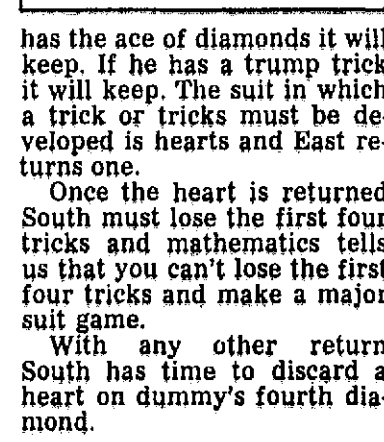 has the ace of diamonds it will
keep. If he has a trump trick
it will keep. The suit in which
a trick or tricks must be de-
veloped is hearts and East re-
turns one.
Once the heart is returned
South must lose the first four
tricks and mathematics tells
us that you can't lose the first
four tricks and make a major
suit game.
With any other return
South has time to discard a
heart on dummy's fourth dia-
mond.